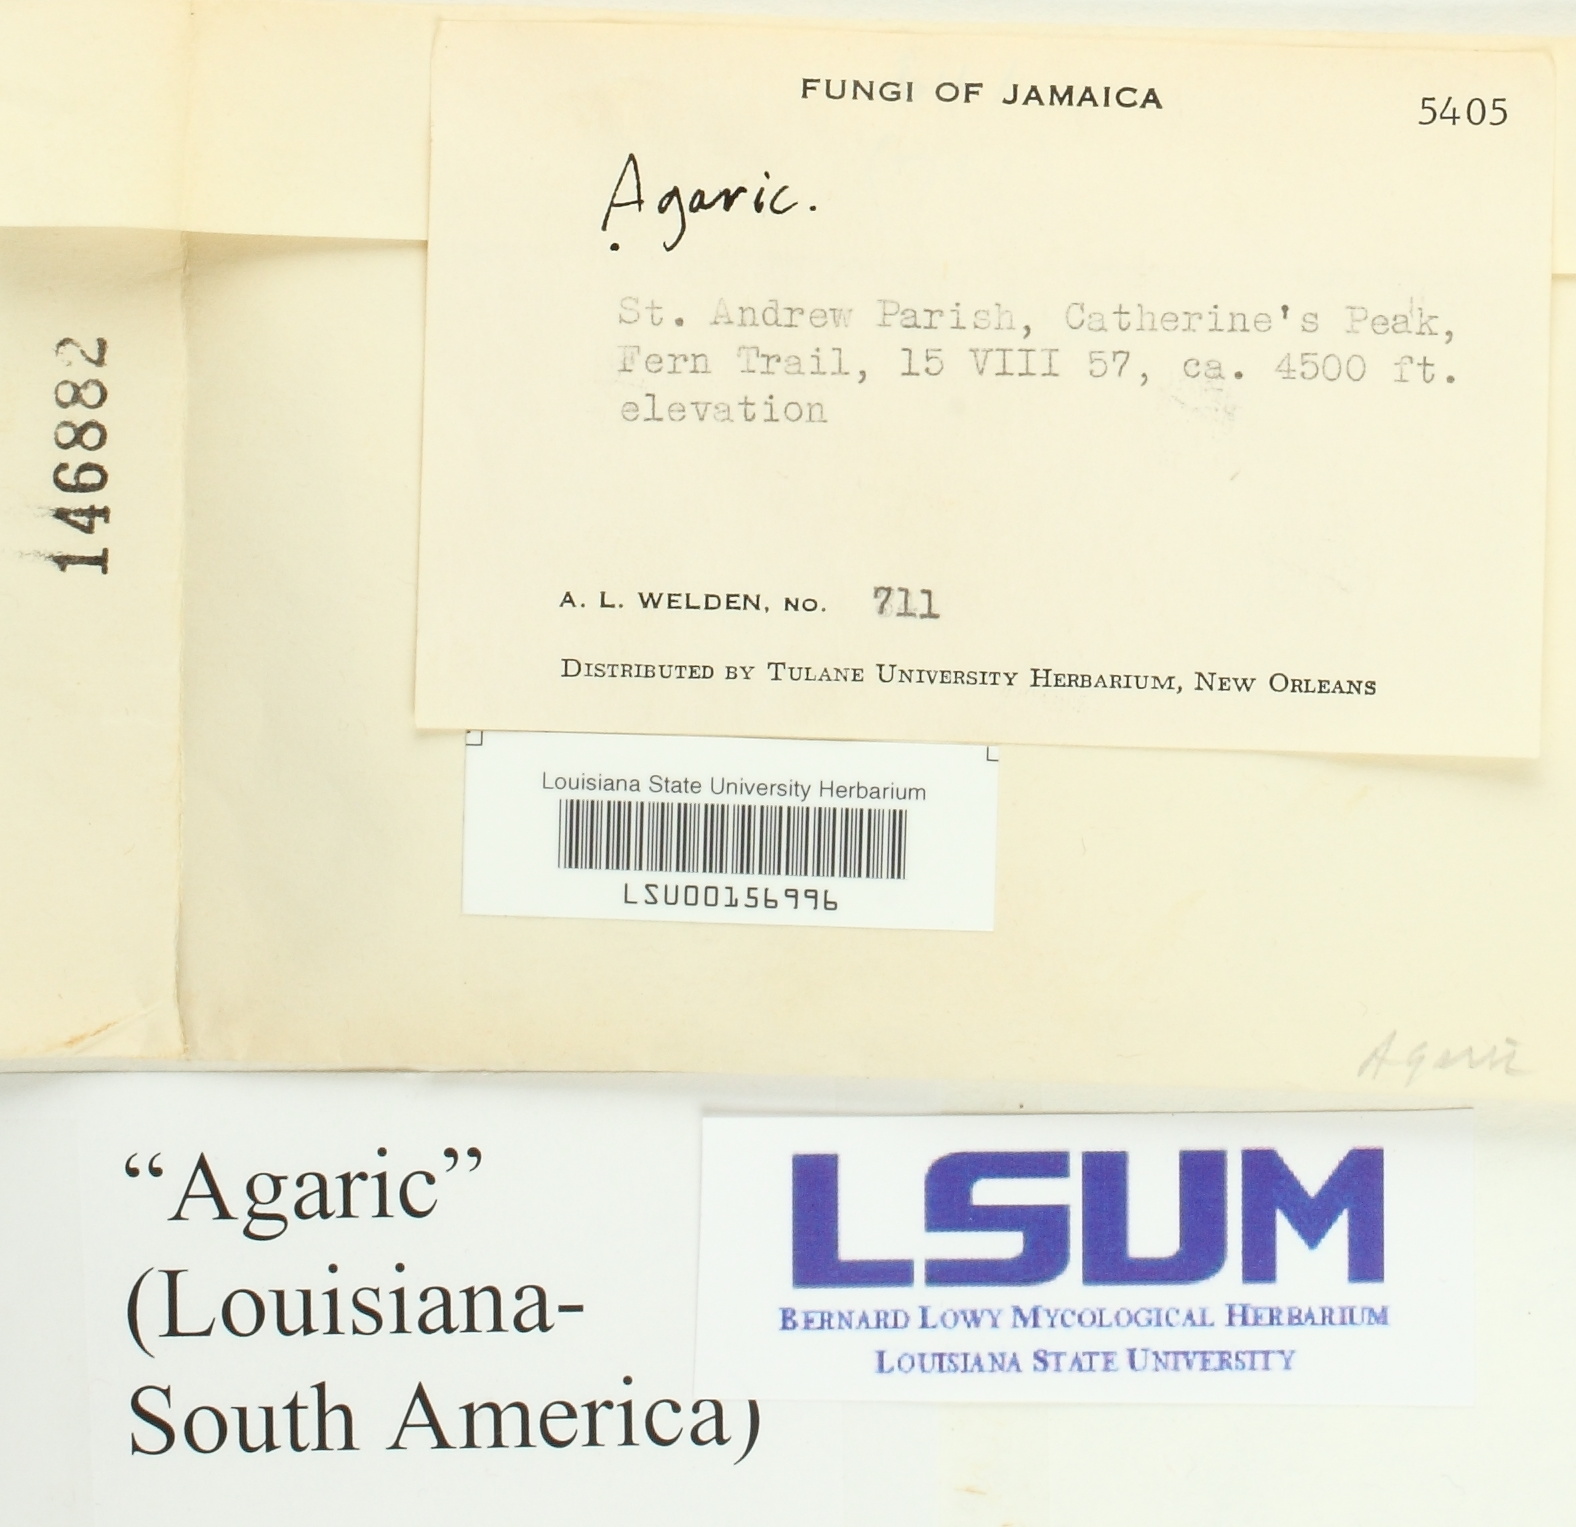 FUNGI OF JAMAICA
5405
Agaric.
St. Andrew Parish, Catherine's Peak,
Fern Trail, 15 VIII 57, ca. 4500 ft.
elevation
A. L. WELDEN, NO. 711
DISTRIBUTED BY TULANE UNIVERSITY HERBARIUM, NEW ORLEANS
146882
Louisiana State University Herbarium
LSU00156996
Agaric
“Agaric”
(Louisiana-
South America)
LSUM
BERNARD LOWY MYCOLOGICAL HERBARIUM
LOUISIANA STATE UNIVERSITY